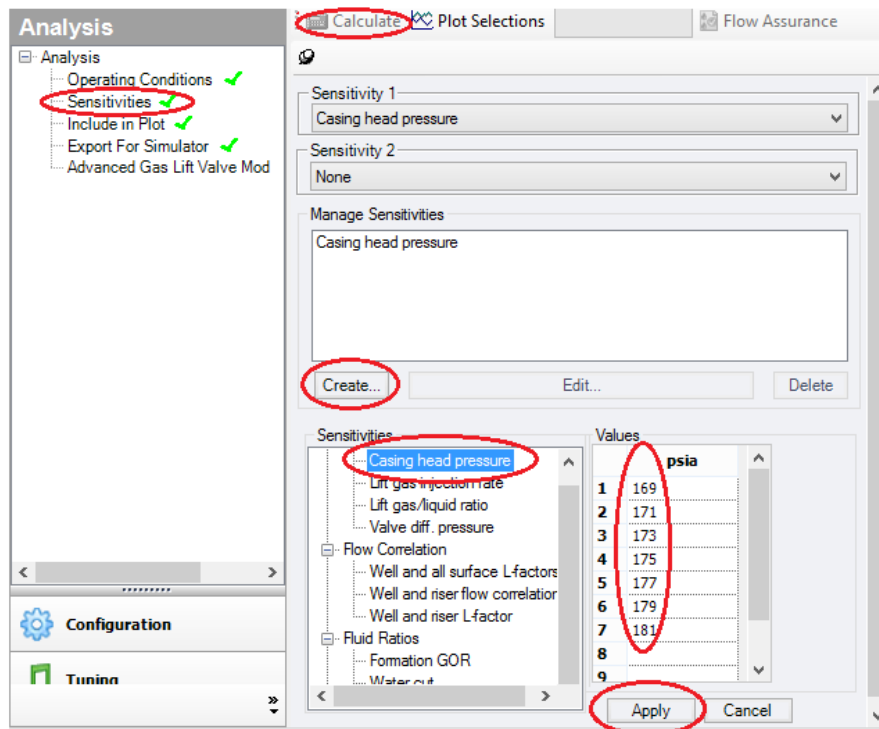 Analysis
Analysis
Operating Conditions
Sensitivities
Include in Plot
Export For Simulator
Advanced Gas Lift Valve Mod
Configuration
Tuning
»
Calculate Plot Selections Flow Assurance
Sensitivity 1
Casing head pressure
Sensitivity 2
None
Manage Sensitivities
Casing head pressure
Create... Edit... Delete
Sensitivities
Casing head pressure
Lift gas injection rate
Lift gas/liquid ratio
Valve diff. pressure
Flow Correlation
Well and all surface L-factors
Well and riser flow correlation
Well and riser L-factor
Fluid Ratios
Formation GOR
Water cut
Values
psia
1 169
2 171
3 173
4 175
5 177
6 179
7 181
8
9
Apply Cancel